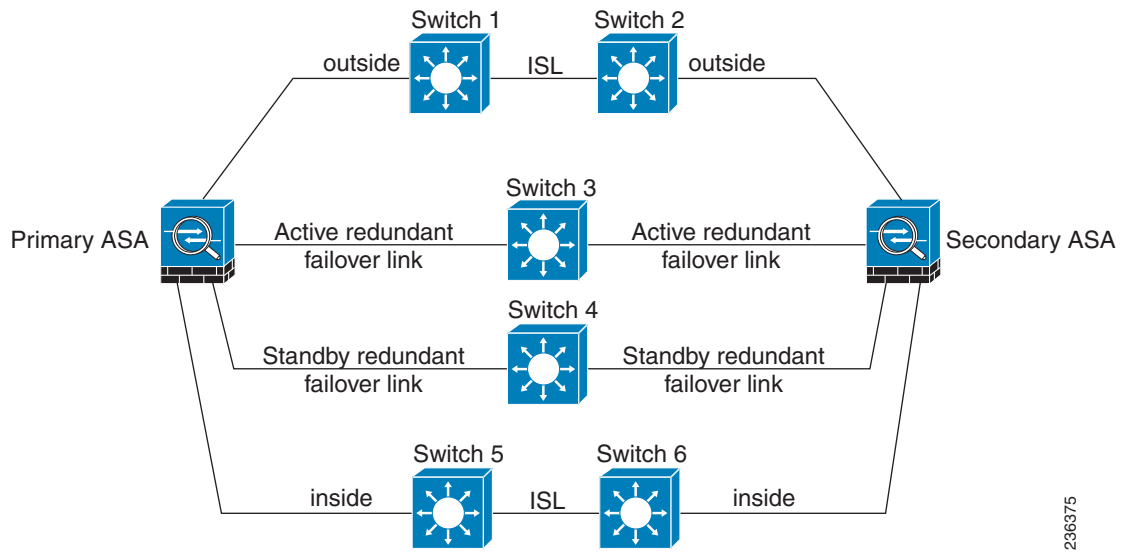 Switch 1
Switch 2
outside
ISL
outside
Switch 3
Primary ASA
Active redundant
failover link
Active redundant
failover link
Secondary ASA
Switch 4
Standby redundant
failover link
Standby redundant
failover link
Switch 5
Switch 6
inside
ISL
inside
236375